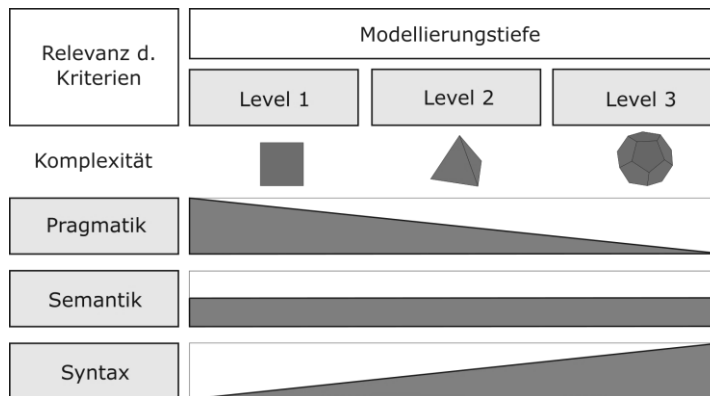 Relevanz d.
Kriterien
Modellierungstiefe
Level 1
Level 2
Level 3
Komplexität
Pragmatik
Semantik
Syntax